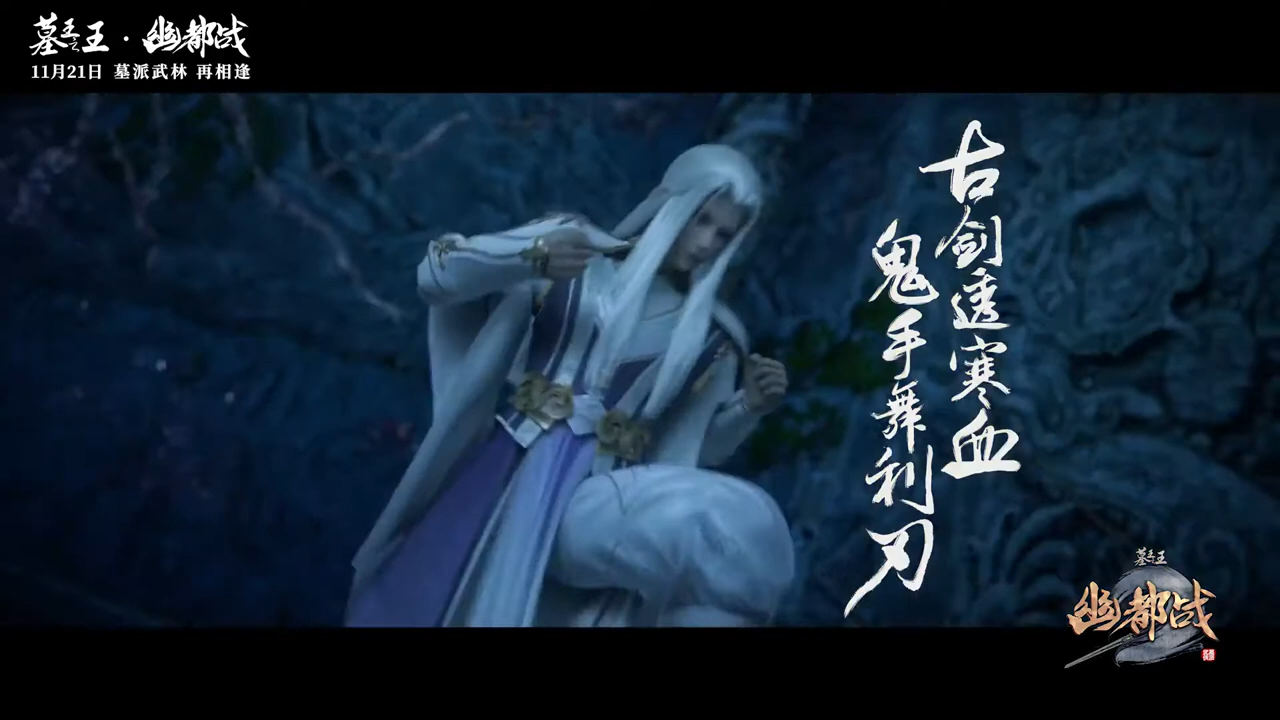 墓王之王·幽都战
11月21日 墓派武林 再相逢
古剑透寒血
鬼手舞利刃
墓王之王
幽都战